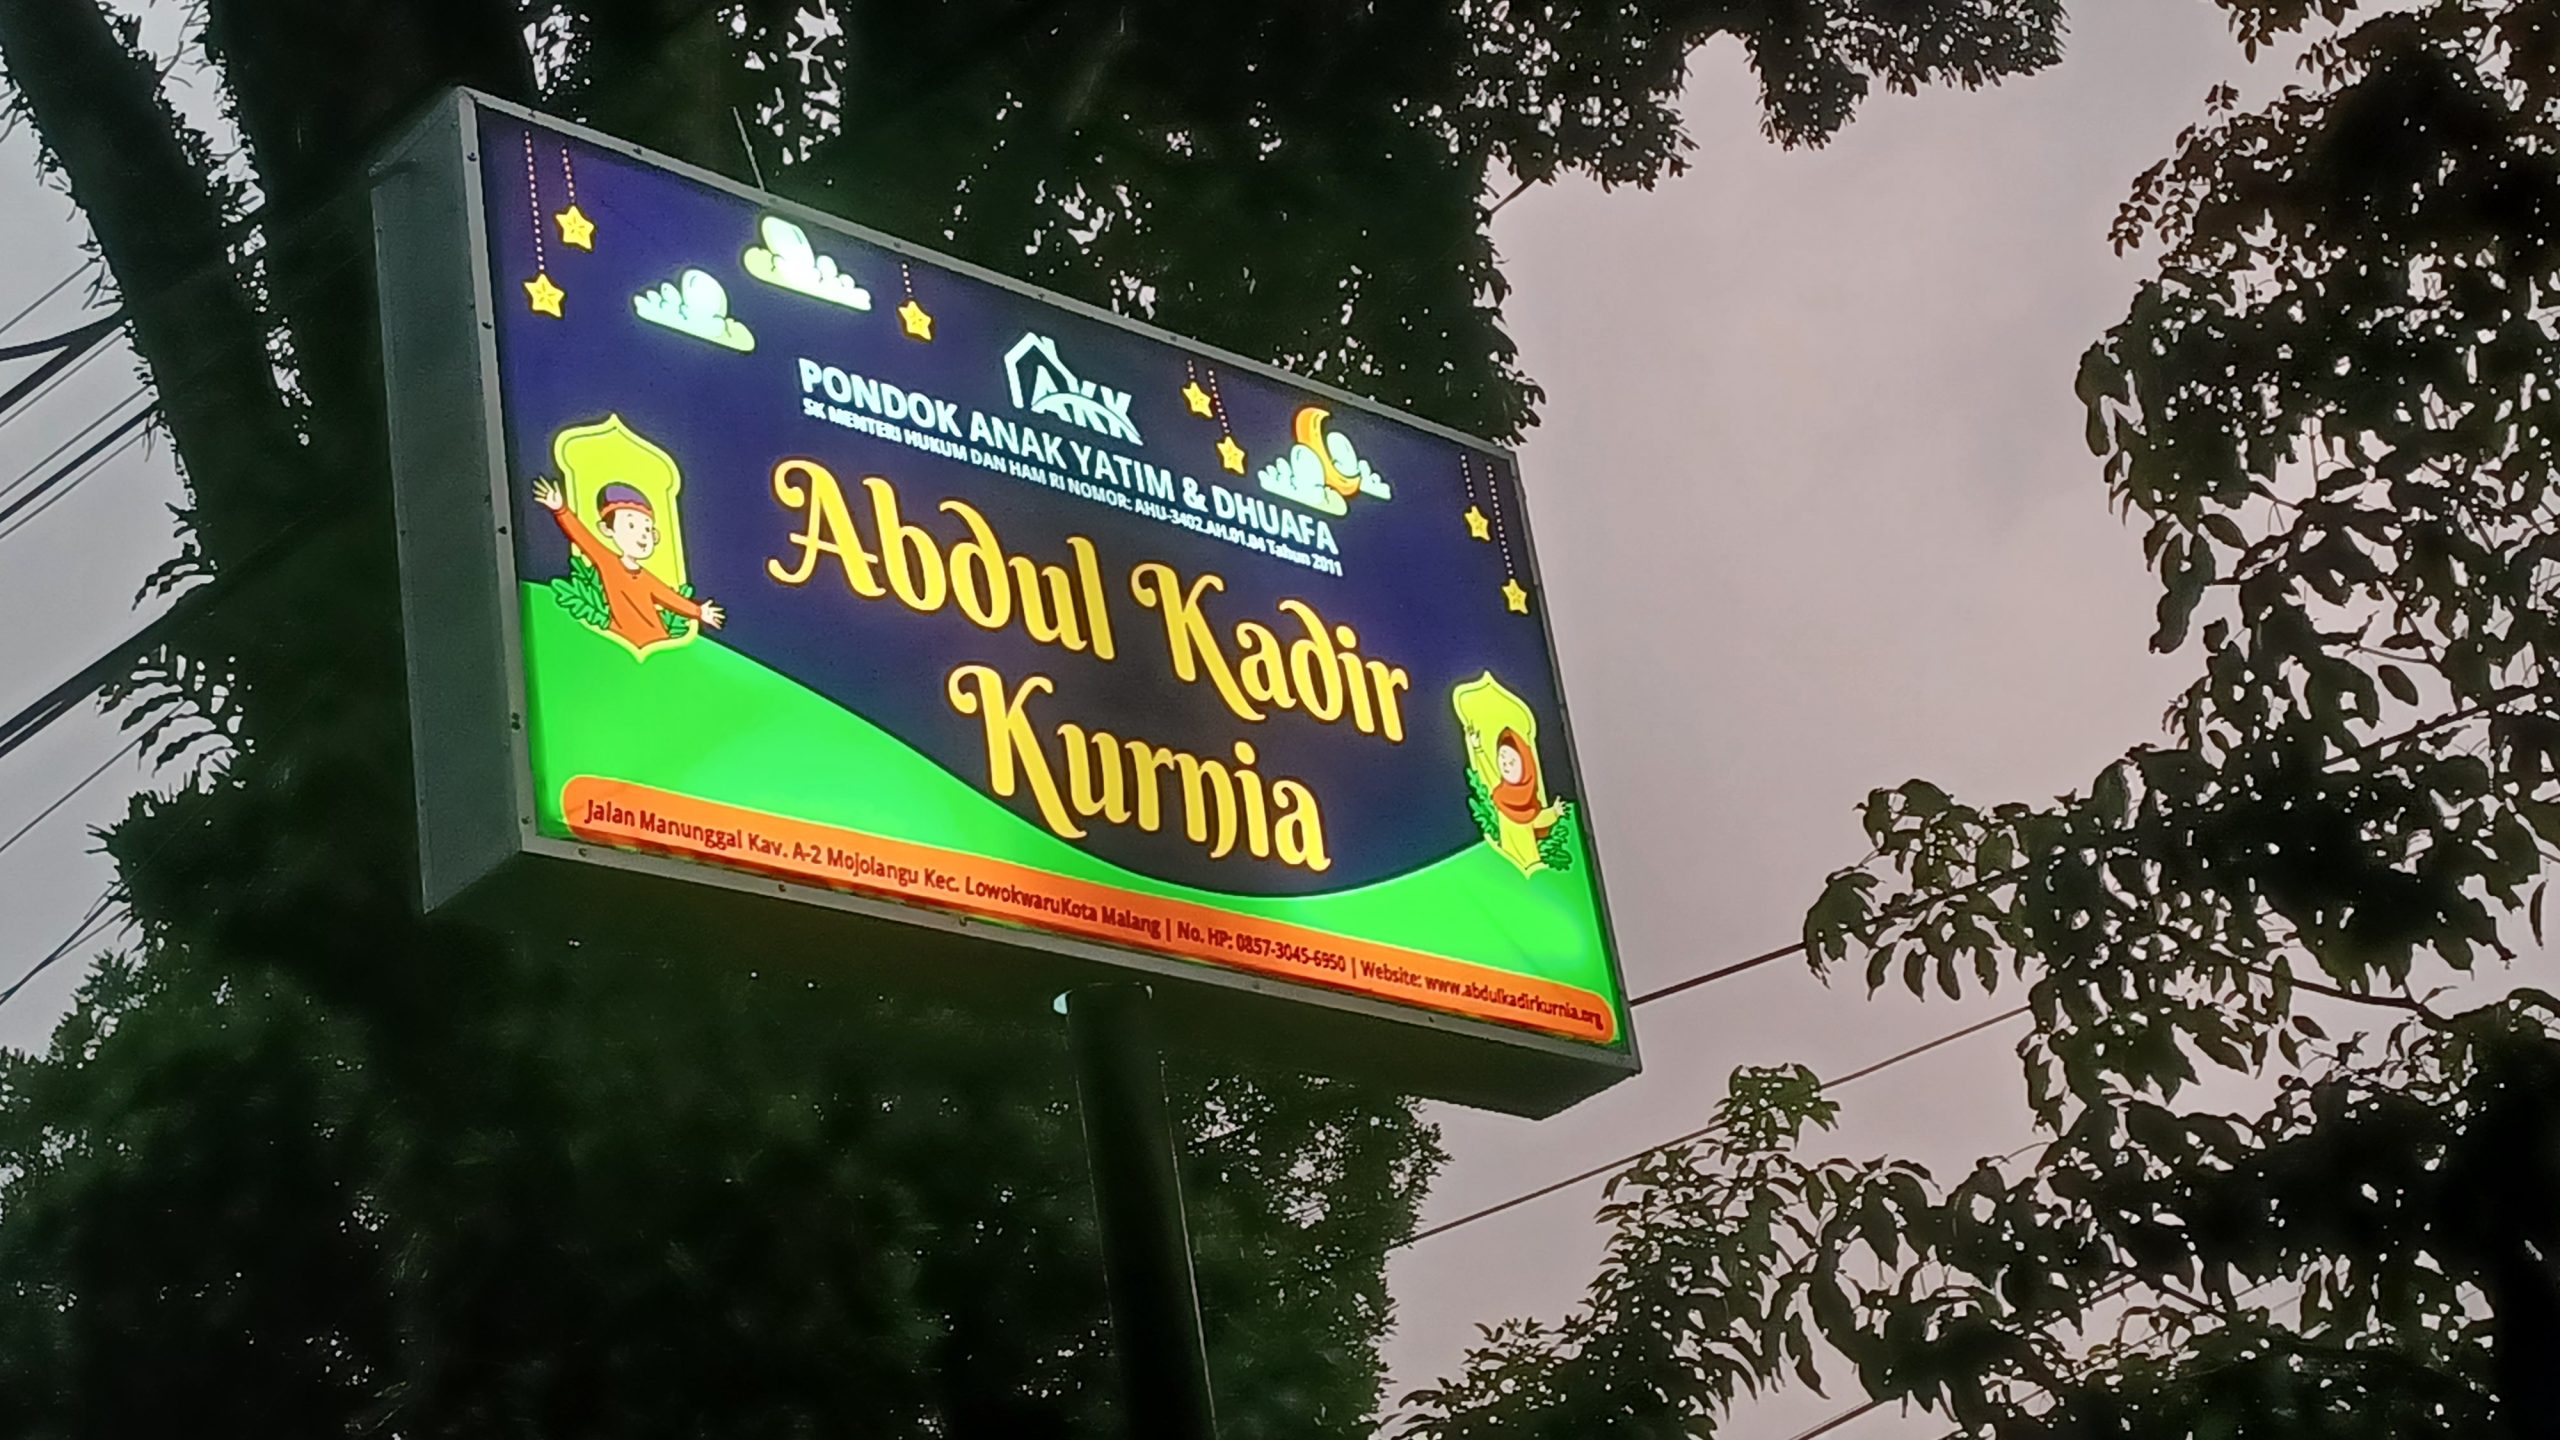 AKK
PONDOK ANAK YATIM & DHUAFA
SK MENTERI HUKUM DAN HAM RI NOMOR: AHU-3402.AH.01.04 Tahun 2011
Abdul Kadir
Kurnia
Jalan Manunggal Kav. A-2 Mojolangu Kec. LowokwaruKota Malang | No. HP: 0857-3045-6950 | Website: www.abdulkadirkurnia.org